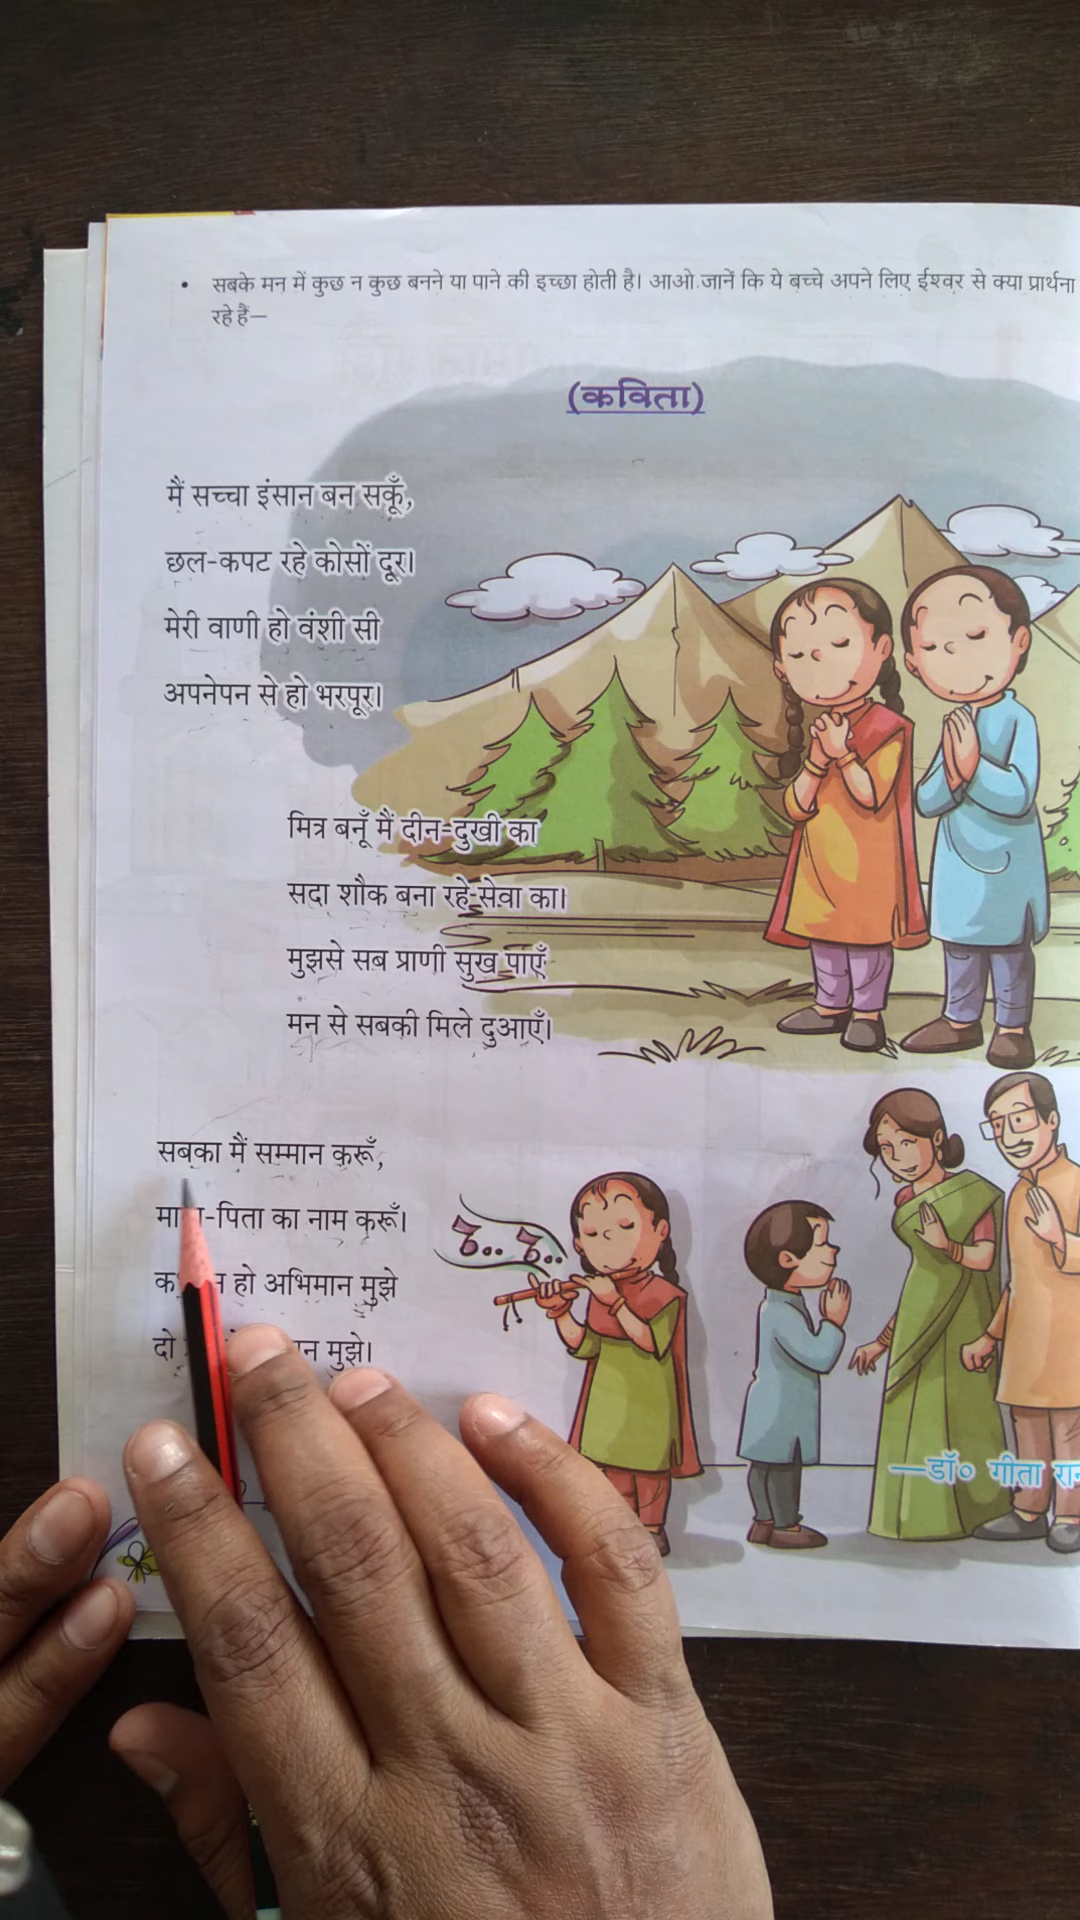 • सबके मन में कुछ न कुछ बनने या पाने की इच्छा होती है। आओ जानें कि ये बच्चे अपने लिए ईश्वर से क्या प्रार्थना
रहे हैं—
(कविता)
मैं सच्चा इंसान बन सकूँ,
छल-कपट रहे कोसों दूर।
मेरी वाणी हो वंशी सी
अपनेपन से हो भरपूर।
मित्र बनूँ मैं दीन-दुखी का
सदा शौक बना रहे सेवा का।
मुझसे सब प्राणी सुख पाएँ
मन से सबकी मिले दुआएँ।
सबका मैं सम्मान करूँ,
-पिता का नाम करूँ।
हो अभिमान मुझे
दो मुझे।
—डॉ० गीता